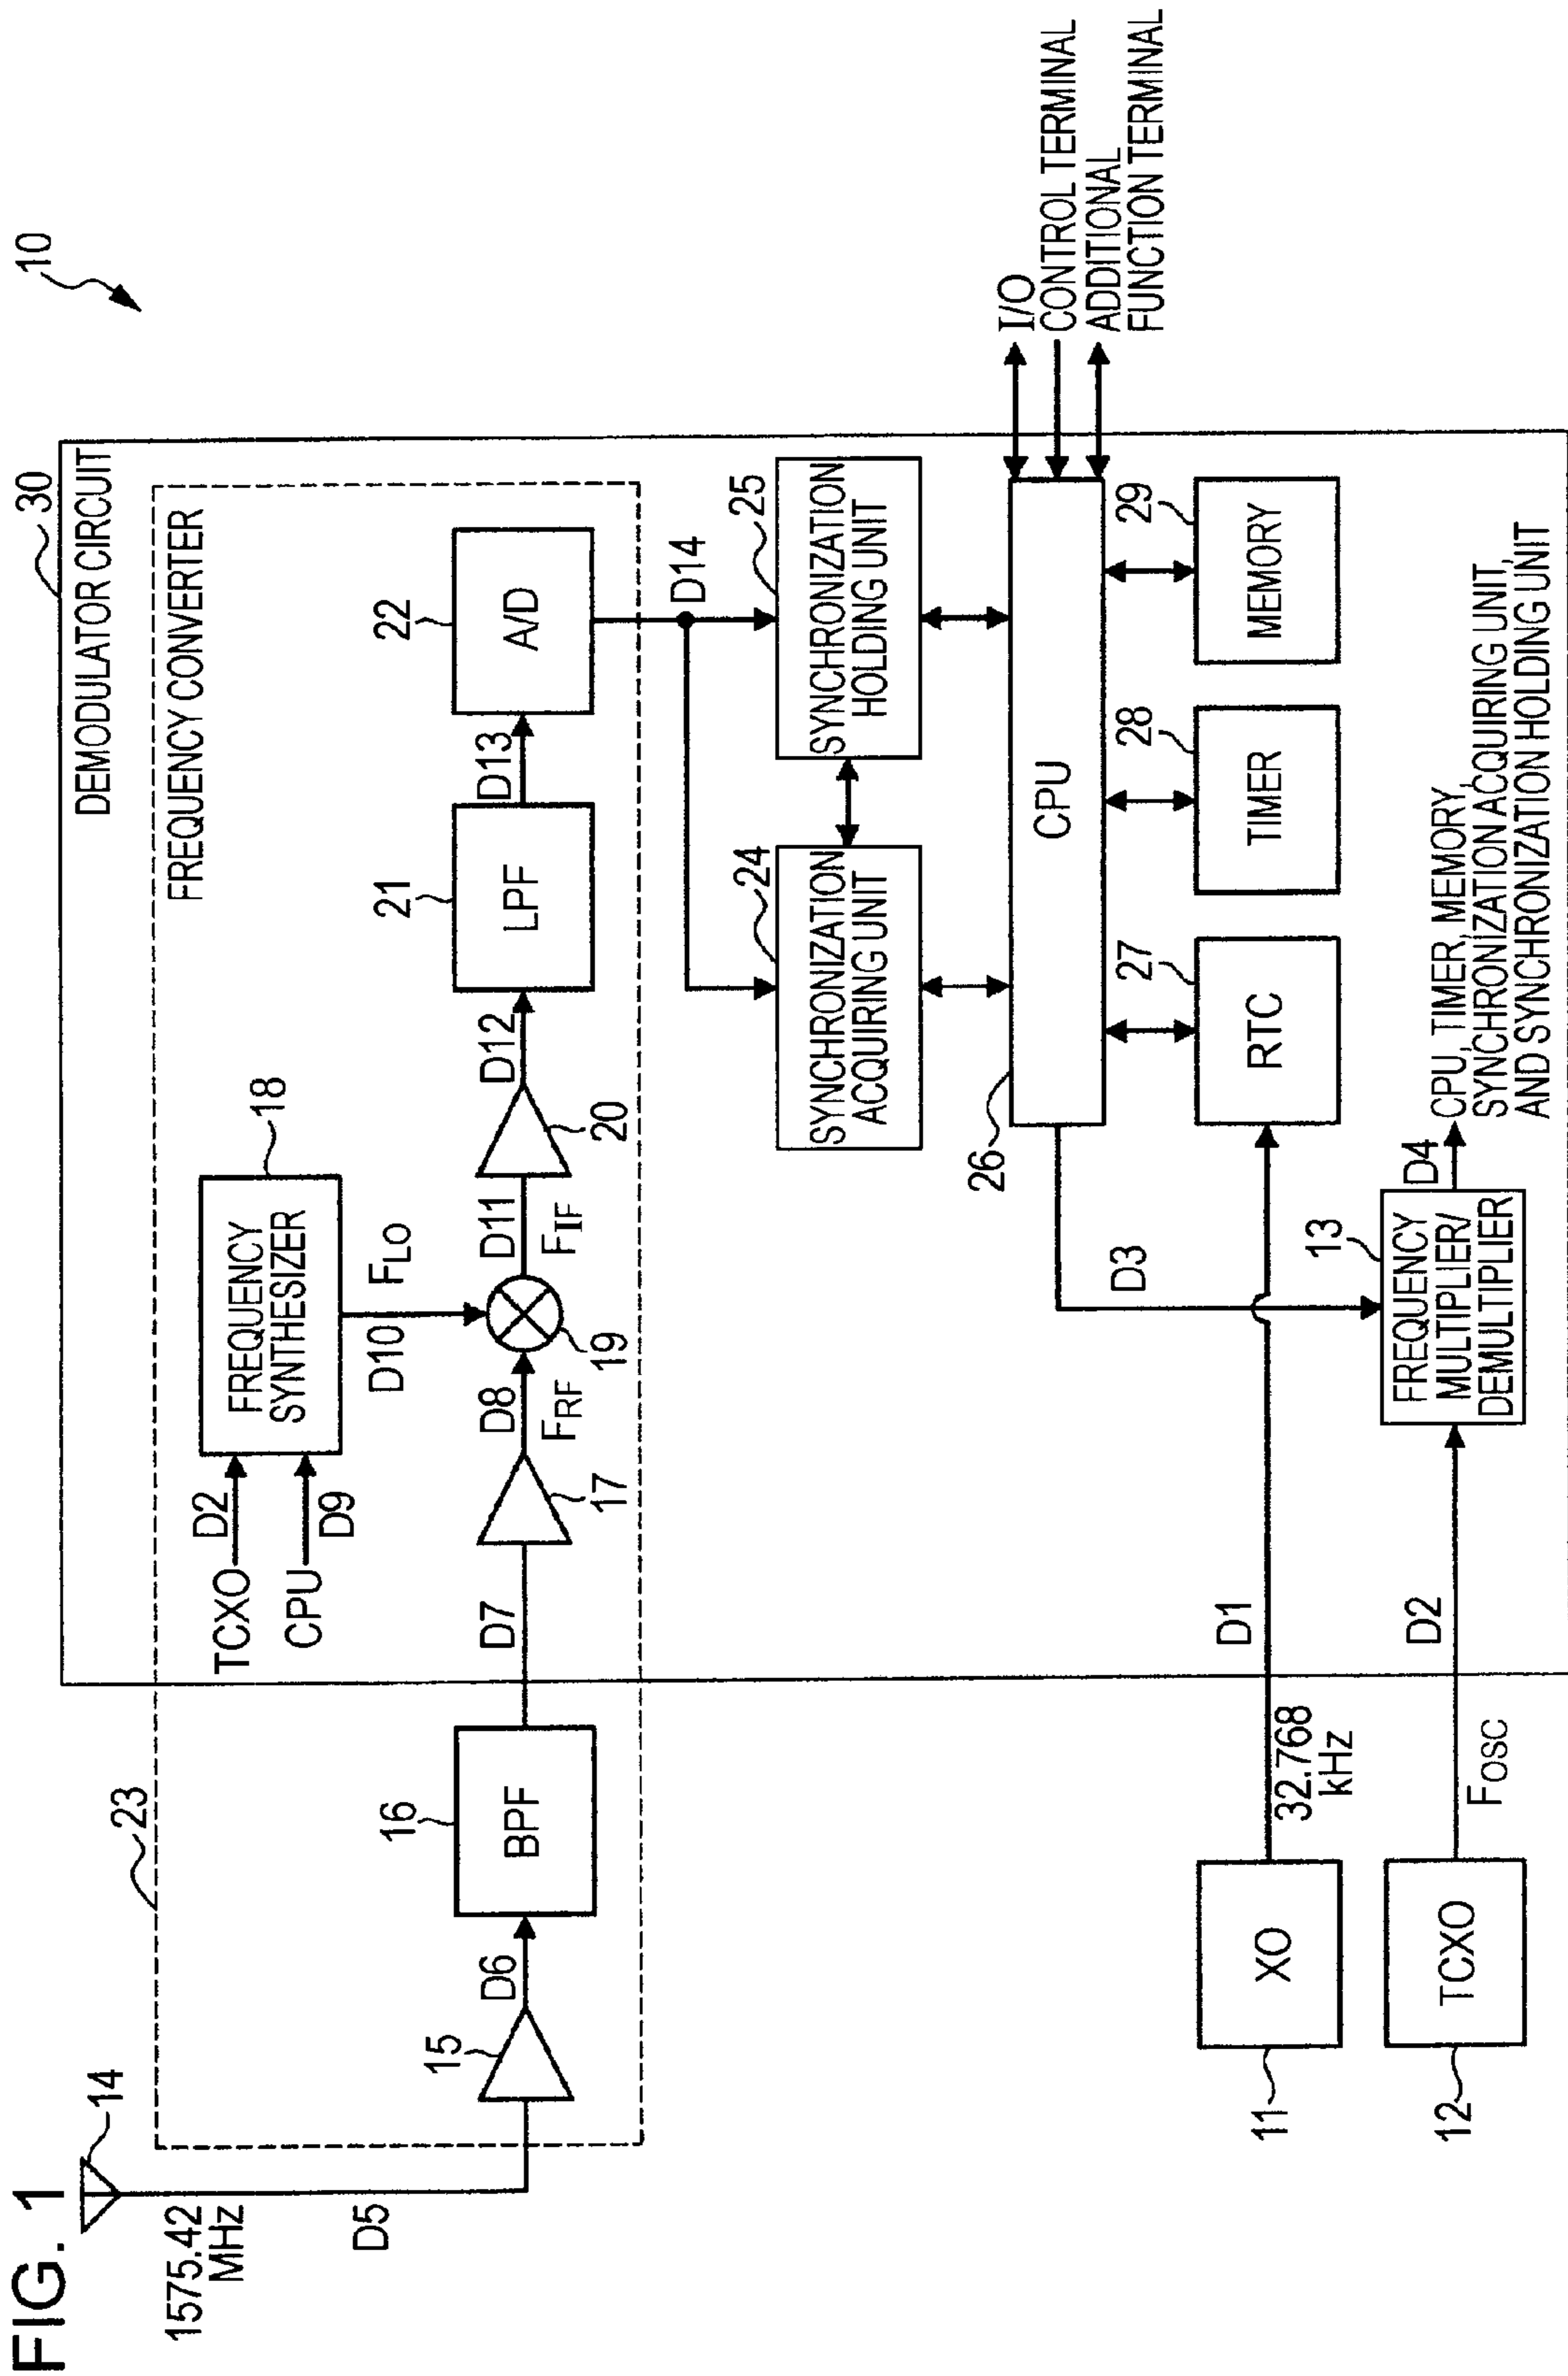 FIG. 1
10
30
DEMODULATOR CIRCUIT
23
FREQUENCY CONVERTER
14
1575.42
MHz
D5
15
D6
16
BPF
D7
17
D8
FRF
TCXO
D2
CPU
D9
18
FREQUENCY
SYNTHESIZER
D10
FLO
19
D11
FIF
20
D12
21
LPF
D13
22
A/D
D14
24
SYNCHRONIZATION
ACQUIRING UNIT
25
SYNCHRONIZATION
HOLDING UNIT
26
CPU
I/O
CONTROL TERMINAL
ADDITIONAL
FUNCTION TERMINAL
27
RTC
28
TIMER
29
MEMORY
11
XO
32.768
kHz
D1
D3
12
TCXO
FOSC
D2
13
FREQUENCY
MULTIPLIER/
DEMULTIPLIER
D4
CPU, TIMER, MEMORY,
SYNCHRONIZATION ACQUIRING UNIT,
AND SYNCHRONIZATION HOLDING UNIT